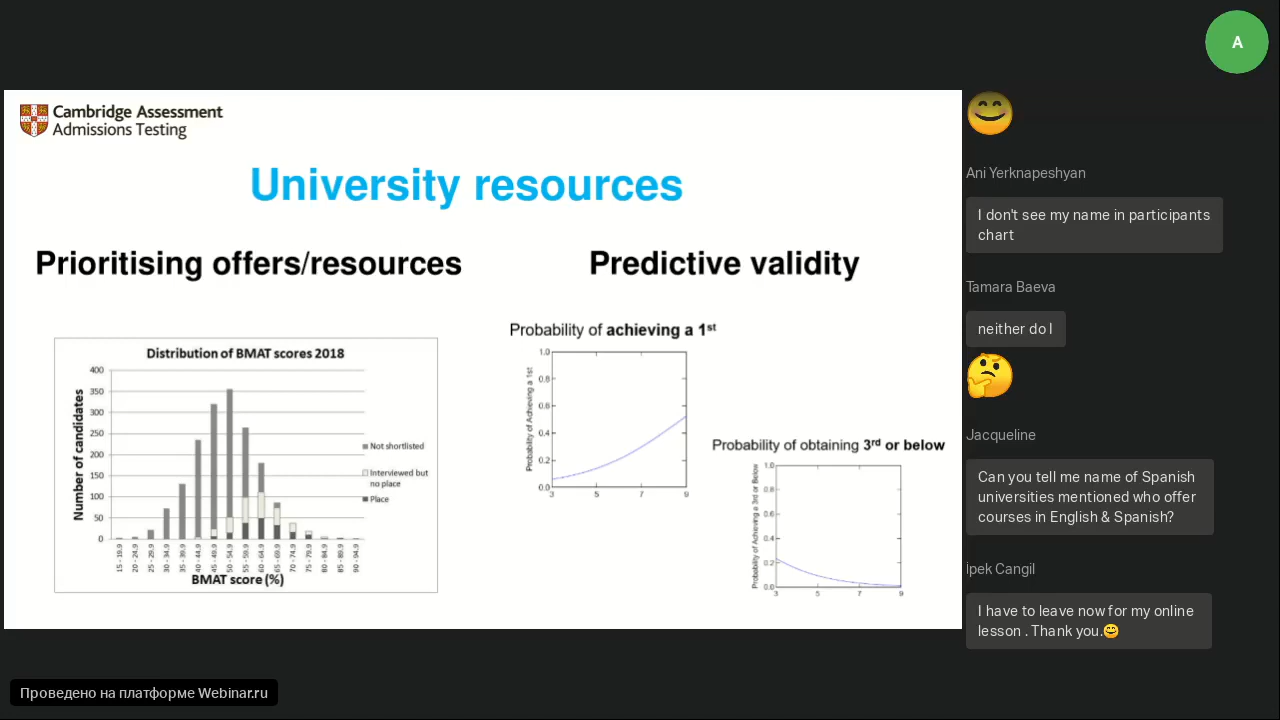 A
Cambridge Assessment
Admissions Testing
University resources
Prioritising offers/resources
Distribution of BMAT scores 2018
Number of candidates
400
350
300
250
200
150
100
50
0
15 - 19.9
20 - 24.9
25 - 29.9
30 - 34.9
35 - 39.9
40 - 44.9
45 - 49.9
50 - 54.9
55 - 59.9
60 - 64.9
65 - 69.9
70 - 74.9
75 - 79.9
80 - 84.9
85 - 89.9
90 - 94.9
BMAT score (%)
Not shortlisted
Interviewed but
no place
Place
Predictive validity
Probability of achieving a 1st
Probability of Achieving a 1st
1.0
0.8
0.6
0.4
0.2
0.0
3 5 7 9
Probability of obtaining 3rd or below
Probability of Achieving a 3rd or Below
1.0
0.8
0.6
0.4
0.2
0.0
3 5 7 9
Ani Yerknapeshyan
I don't see my name in participants
chart
Tamara Baeva
neither do I
Jacqueline
Can you tell me name of Spanish
universities mentioned who offer
courses in English & Spanish?
İpek Cangil
I have to leave now for my online
lesson . Thank you.😊
Проведено на платформе Webinar.ru